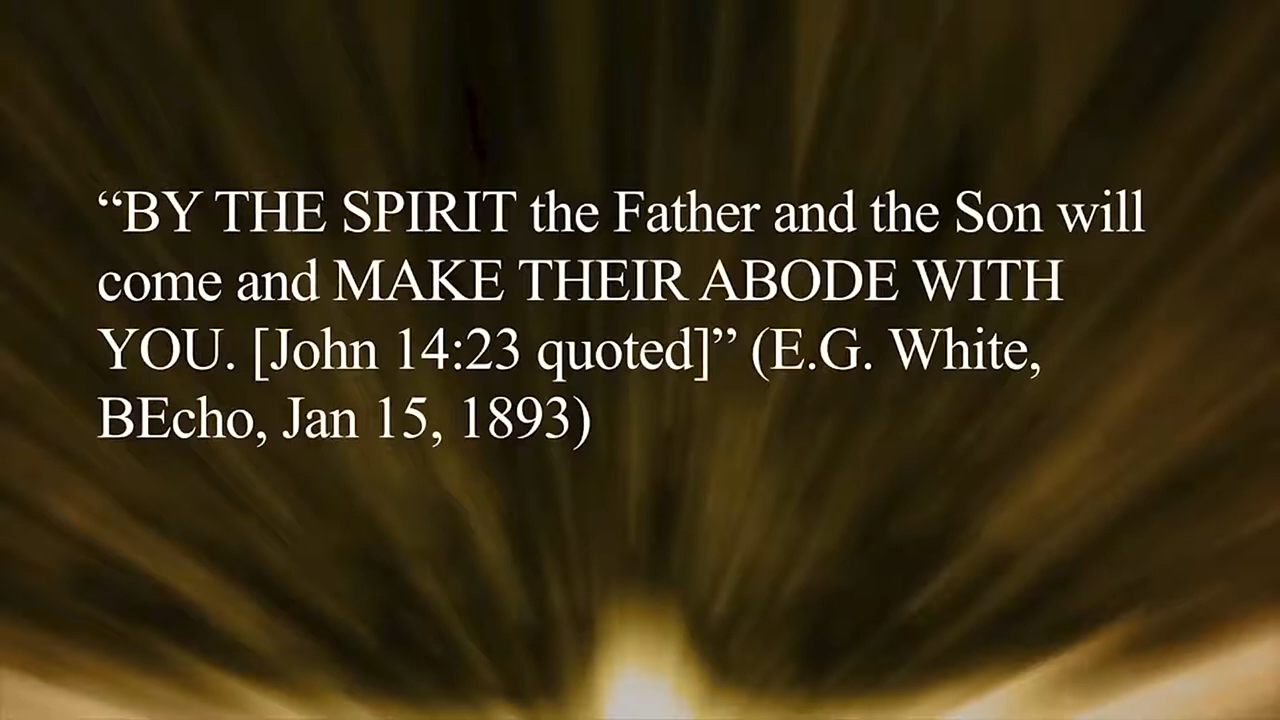 “BY THE SPIRIT the Father and the Son will
come and MAKE THEIR ABODE WITH
YOU. [John 14:23 quoted]” (E.G. White,
BEcho, Jan 15, 1893)